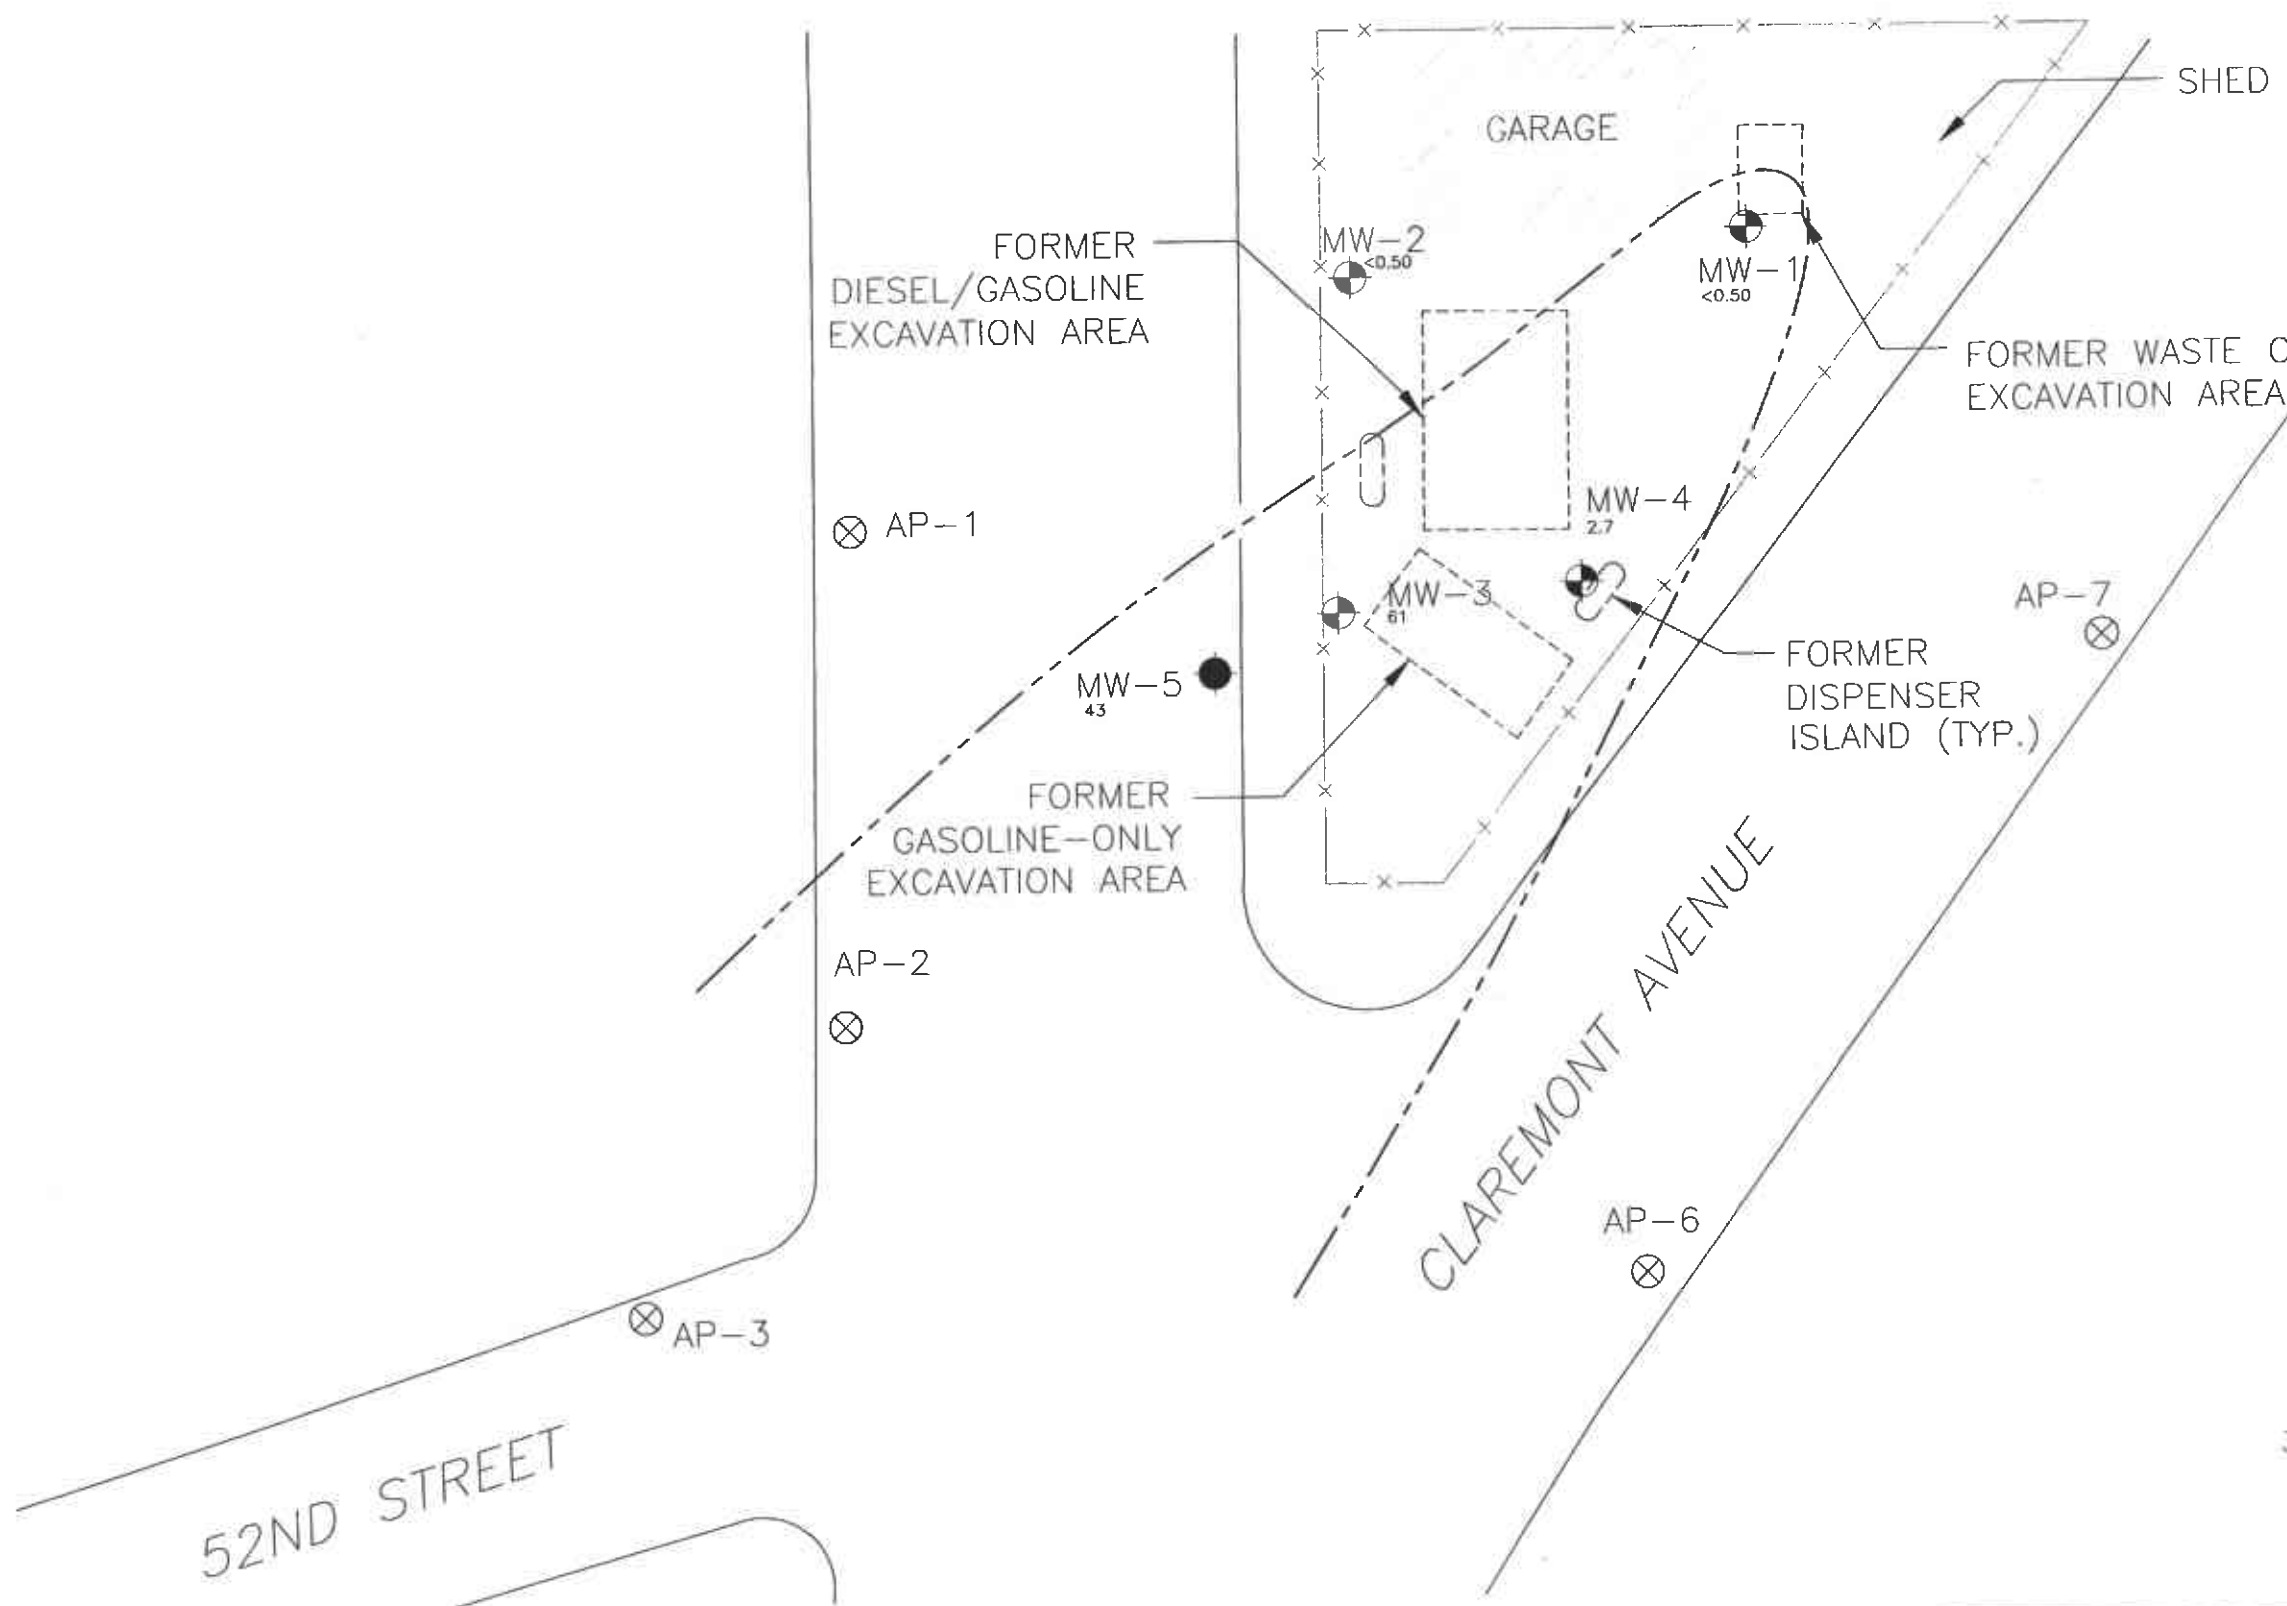 SHED
GARAGE
MW-2
<0.50
FORMER
DIESEL/GASOLINE
EXCAVATION AREA
MW-1
<0.50
FORMER WASTE
EXCAVATION AREA
MW-4
2.7
AP-1
MW-3
61
AP-7
MW-5
43
FORMER
DISPENSER
ISLAND (TYP.)
FORMER
GASOLINE-ONLY
EXCAVATION AREA
AP-2
CLAREMONT AVENUE
AP-6
AP-3
52ND STREET